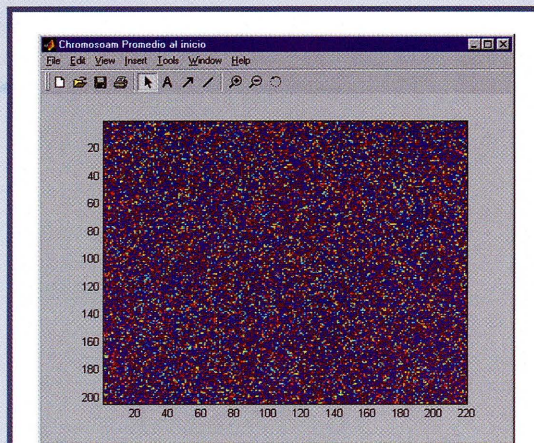 Chromosoam Promedio al inicio
File Edit View Insert Tools Window Help
A
20
40
60
80
100
120
140
160
180
200
20 40 60 80 100 120 140 160 180 200 220